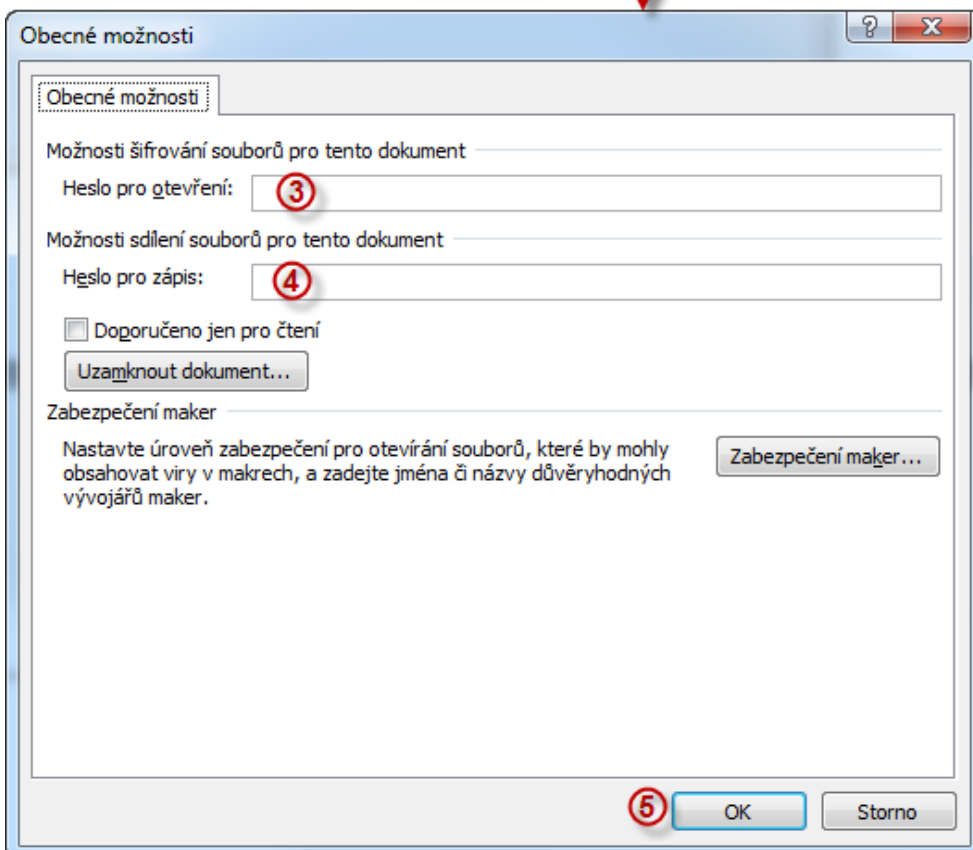 Obecné možnosti
Obecné možnosti
Možnosti šifrování souborů pro tento dokument
Heslo pro otevření: 3
Možnosti sdílení souborů pro tento dokument
Heslo pro zápis: 4
Doporučeno jen pro čtení
Uzamknout dokument...
Zabezpečení maker
Nastavte úroveň zabezpečení pro otevírání souborů, které by mohly
obsahovat viry v makrech, a zadejte jména či názvy důvěryhodných
vývojářů maker.
Zabezpečení maker...
5 OK Storno